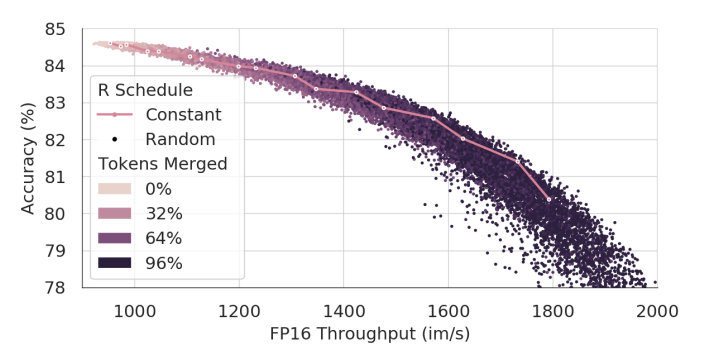 85
84
83
82
81
80
79
78
Accuracy (%)
R Schedule
Constant
Random
Tokens Merged
0%
32%
64%
96%
1000 1200 1400 1600 1800 2000
FP16 Throughput (im/s)